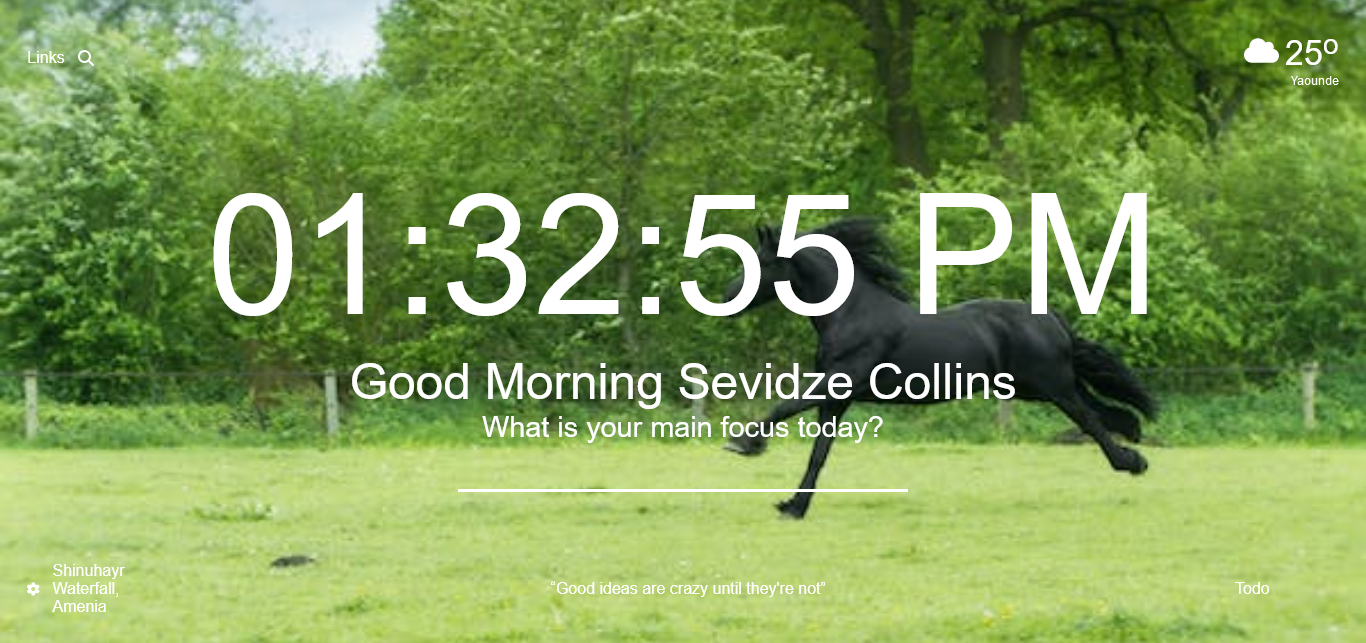 Links
25º
Yaounde
01:32:55 PM
Good Morning Sevidze Collins
What is your main focus today?
Shinuhayr
Waterfall,
Amenia
“Good ideas are crazy until they're not”
Todo